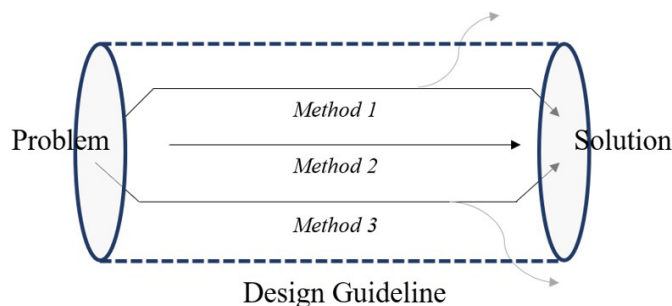 Method 1
Problem
Solution
Method 2
Method 3
Design Guideline